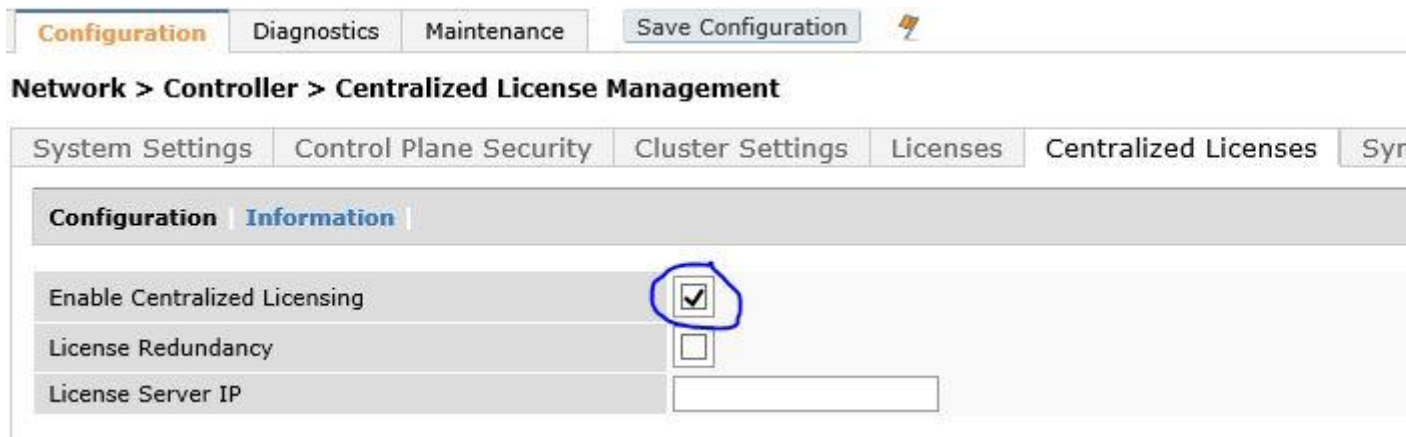 Configuration Diagnostics Maintenance Save Configuration
Network > Controller > Centralized License Management
System Settings Control Plane Security Cluster Settings Licenses Centralized Licenses
Configuration Information
Enable Centralized Licensing
License Redundancy
License Server IP